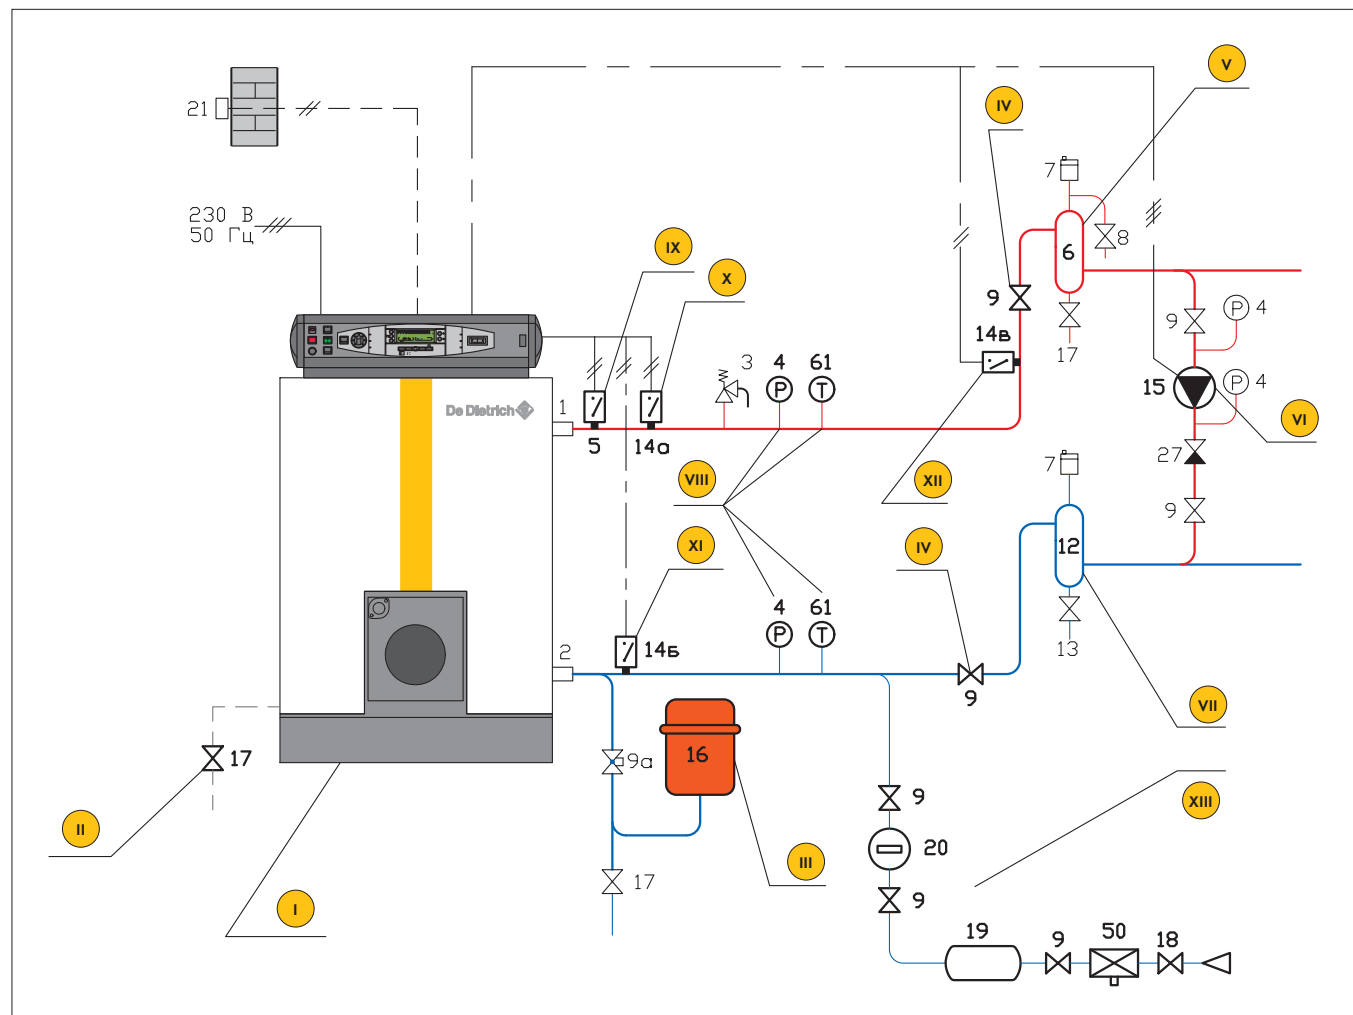 V
IV
21
7
230 В
50 Гц
8
6
IX
X
9
4
9
14в
17
3
4
61
15
4
De Dietrich
1
VI
5
14а
27
7
VIII
XII
9
XI
IV
12
4
61
2
14б
13
9
VII
17
9а
16
XIII
9
II
20
III
17
9
I
19
9
50
18
P
T
P
T
P
P